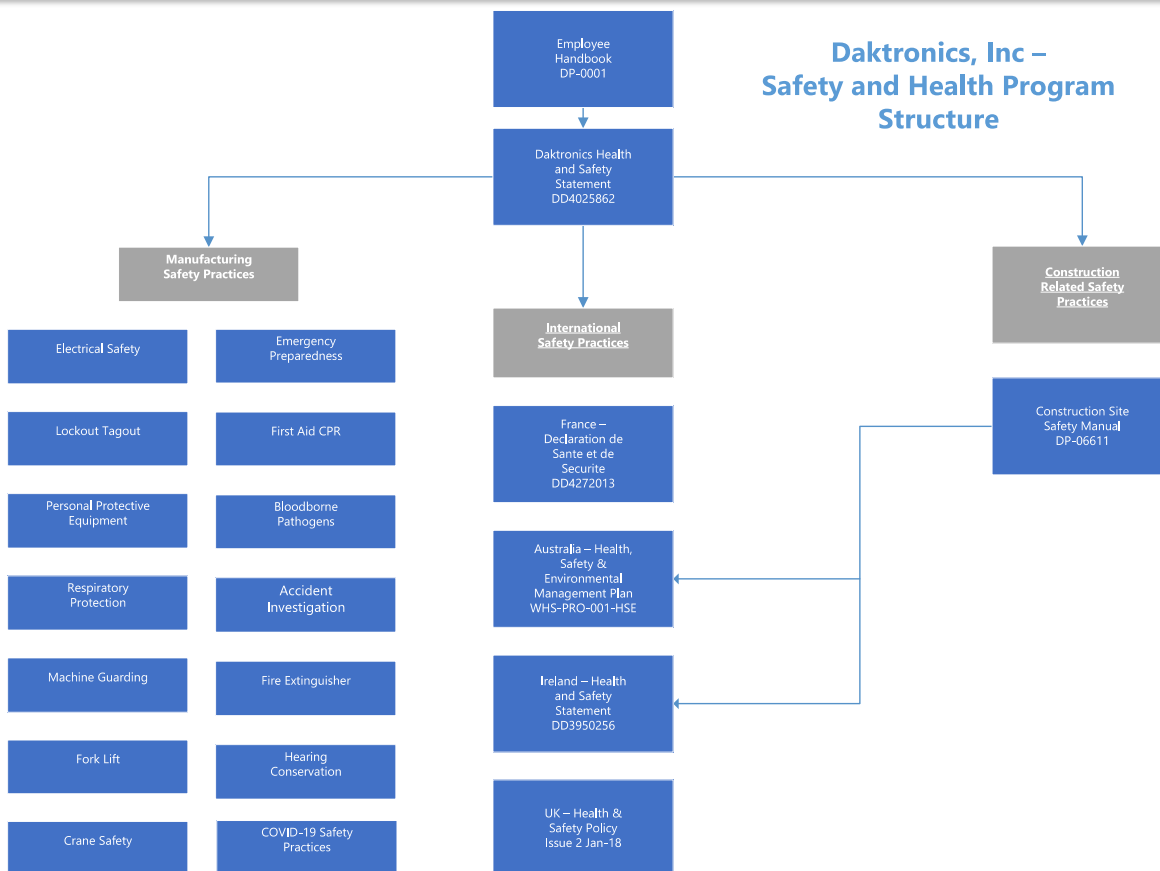 Employee
Handbook
DP-0001
Daktronics, Inc –
Safety and Health Program
Structure
Daktronics Health
and Safety
Statement
DD4025862
Manufacturing
Safety Practices
International
Safety Practices
Construction
Related Safety
Practices
Electrical Safety
Emergency
Preparedness
Lockout Tagout
First Aid CPR
Personal Protective
Equipment
Bloodborne
Pathogens
Respiratory
Protection
Accident
Investigation
Machine Guarding
Fire Extinguisher
Fork Lift
Hearing
Conservation
Crane Safety
COVID-19 Safety
Practices
France –
Declaration de
Sante et de
Securite
DD4272013
Australia – Health,
Safety &
Environmental
Management Plan
WHS-PRO-001-HSE
Ireland – Health
and Safety
Statement
DD3950256
UK – Health &
Safety Policy
Issue 2 Jan-18
Construction Site
Safety Manual
DP-06611